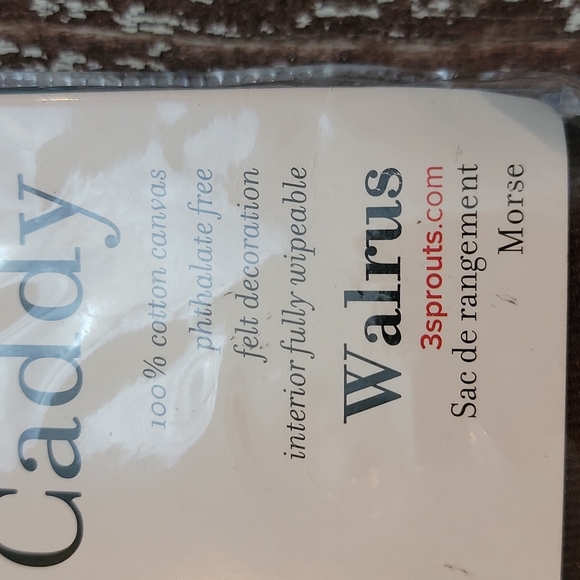 Caddy
100% cotton canvas
phthalate free
felt decoration
interior fully wipeable
Walrus
3sprouts.com
Sac de rangement
Morse